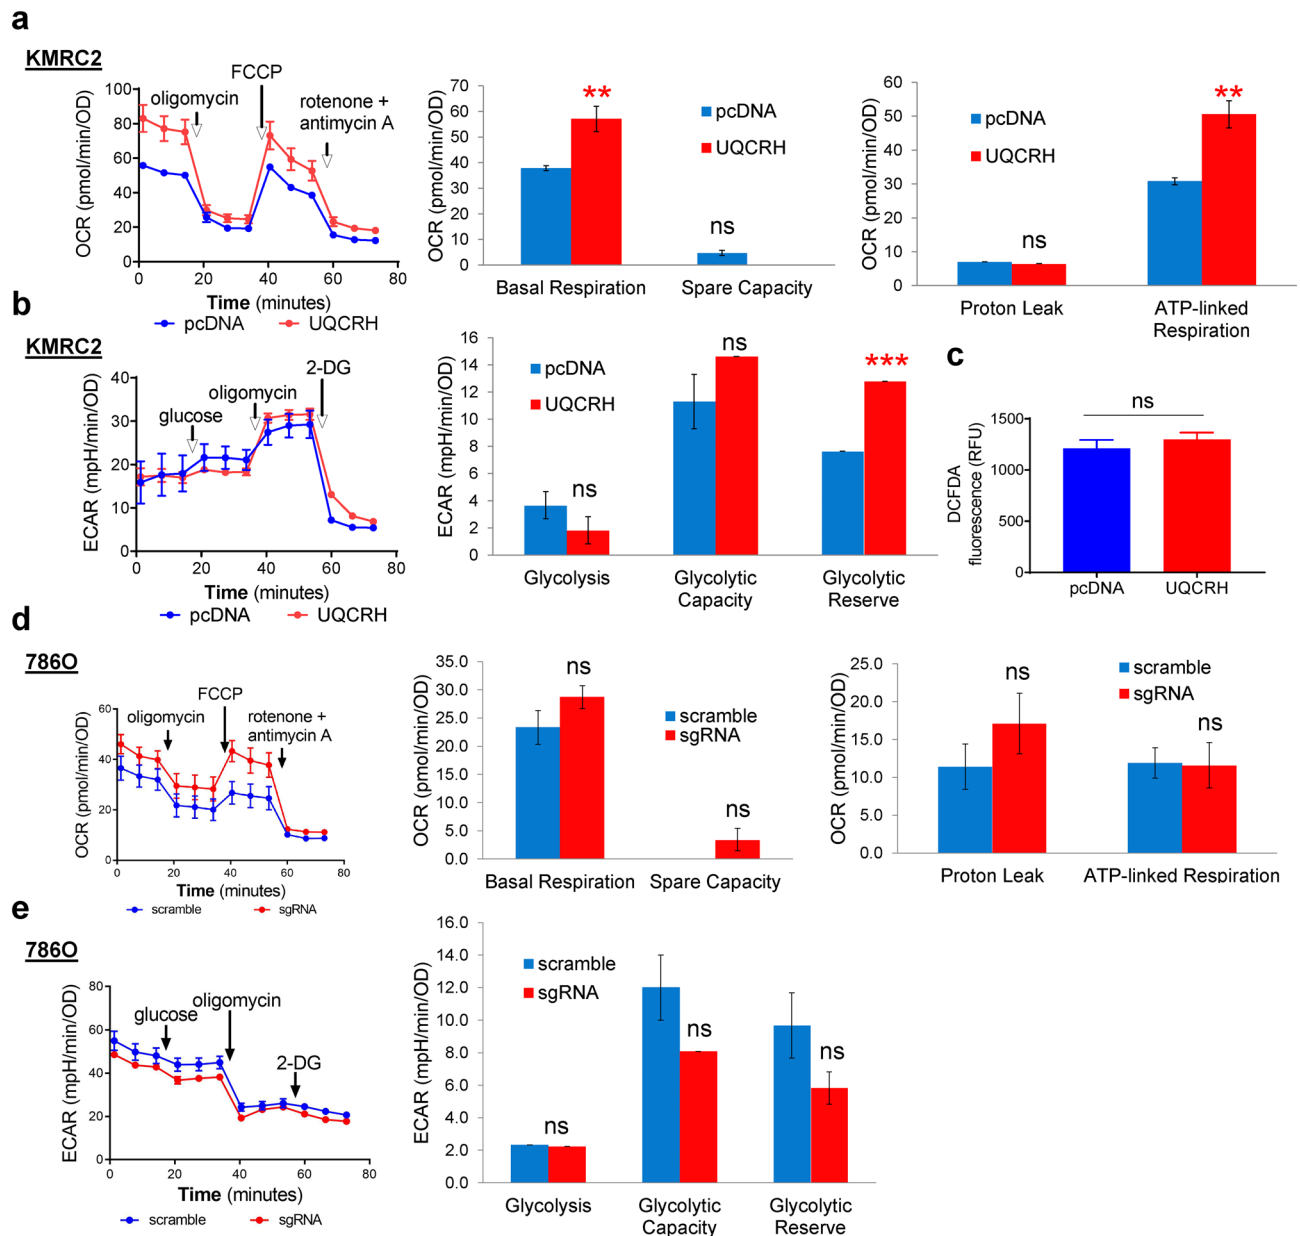 a
KMRC2
OCR (pmol/min/OD)
100
80
60
40
20
0
oligomycin
FCCP
rotenone +
antimycin A
0 20 40 60 80
Time (minutes)
pcDNA UQCRH
OCR (pmol/min/OD)
70
60
50
40
30
20
10
0
**
pcDNA
UQCRH
ns
Basal Respiration Spare Capacity
OCR (pmol/min/OD)
60
50
40
30
20
10
0
pcDNA
UQCRH
**
ns
Proton Leak ATP-linked
Respiration
b
KMRC2
ECAR (mpH/min/OD)
40
30
20
10
0
glucose
oligomycin
2-DG
0 20 40 60 80
Time (minutes)
pcDNA UQCRH
ECAR (mpH/min/OD)
16
14
12
10
8
6
4
2
0
pcDNA
UQCRH
ns
ns
***
Glycolysis Glycolytic Glycolytic
Capacity Reserve
c
DCFDA
fluorescence (RFU)
1500
1000
500
0
ns
pcDNA UQCRH
d
786O
OCR (pmol/min/OD)
60
40
20
0
oligomycin
FCCP
rotenone +
antimycin A
0 20 40 60 80
Time (minutes)
scramble sgRNA
OCR (pmol/min/OD)
35.0
30.0
25.0
20.0
15.0
10.0
5.0
0.0
ns
scramble
sgRNA
ns
Basal Respiration Spare Capacity
OCR (pmol/min/OD)
25.0
20.0
15.0
10.0
5.0
0.0
ns
scramble
sgRNA
ns
Proton Leak ATP-linked Respiration
e
786O
ECAR (mpH/min/OD)
80
60
40
20
0
glucose
oligomycin
2-DG
0 20 40 60 80
Time (minutes)
scramble sgRNA
ECAR (mpH/min/OD)
16.0
14.0
12.0
10.0
8.0
6.0
4.0
2.0
0.0
scramble
sgRNA
ns
ns
ns
Glycolysis Glycolytic Glycolytic
Capacity Reserve